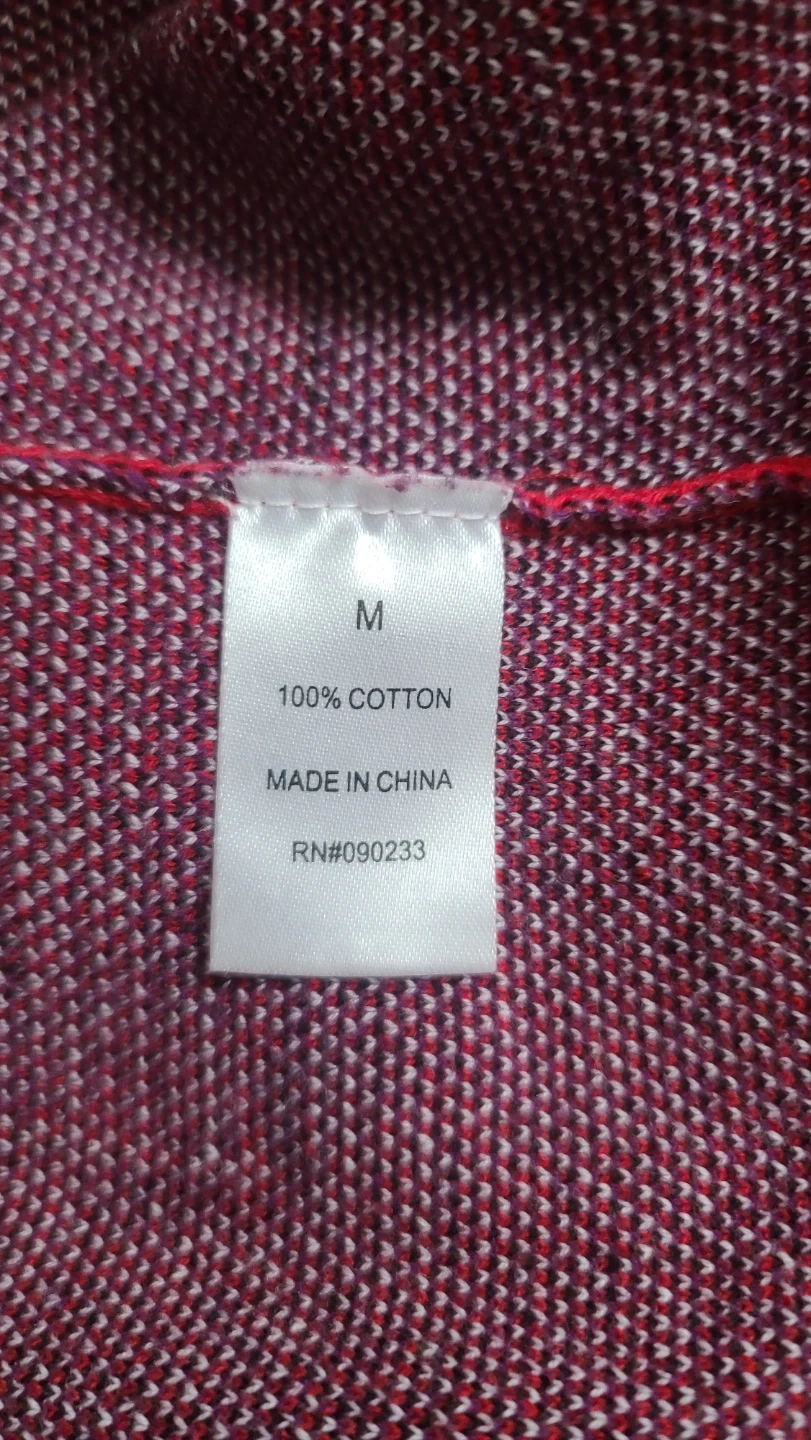 M
100% COTTON
MADE IN CHINA
RN#090233